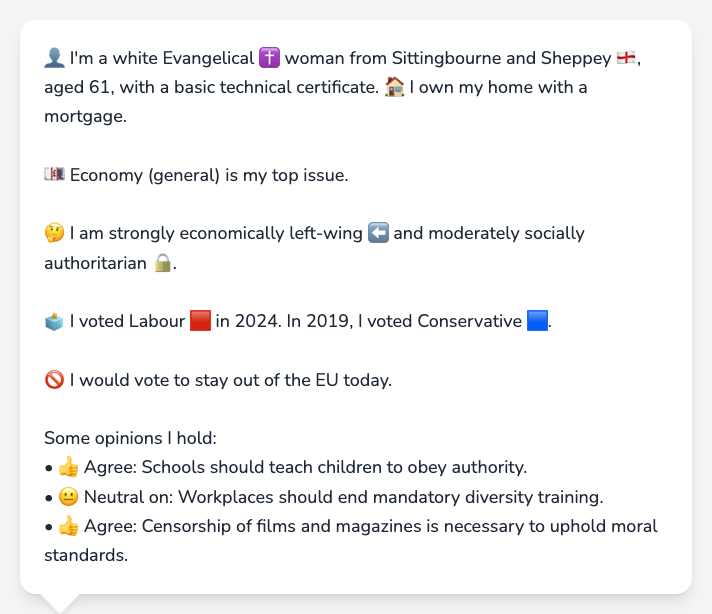 👤 I'm a white Evangelical ✝️ woman from Sittingbourne and Sheppey 🏴󠁧󠁢󠁥󠁮󠁧󠁿,
aged 61, with a basic technical certificate. 🏠 I own my home with a
mortgage.
💷 Economy (general) is my top issue.
🤔 I am strongly economically left-wing ⬅️ and moderately socially
authoritarian 🔒.
🗳️ I voted Labour 🟥 in 2024. In 2019, I voted Conservative 🟦.
🚫 I would vote to stay out of the EU today.
Some opinions I hold:
• 👍 Agree: Schools should teach children to obey authority.
• 😐 Neutral on: Workplaces should end mandatory diversity training.
• 👍 Agree: Censorship of films and magazines is necessary to uphold moral
standards.